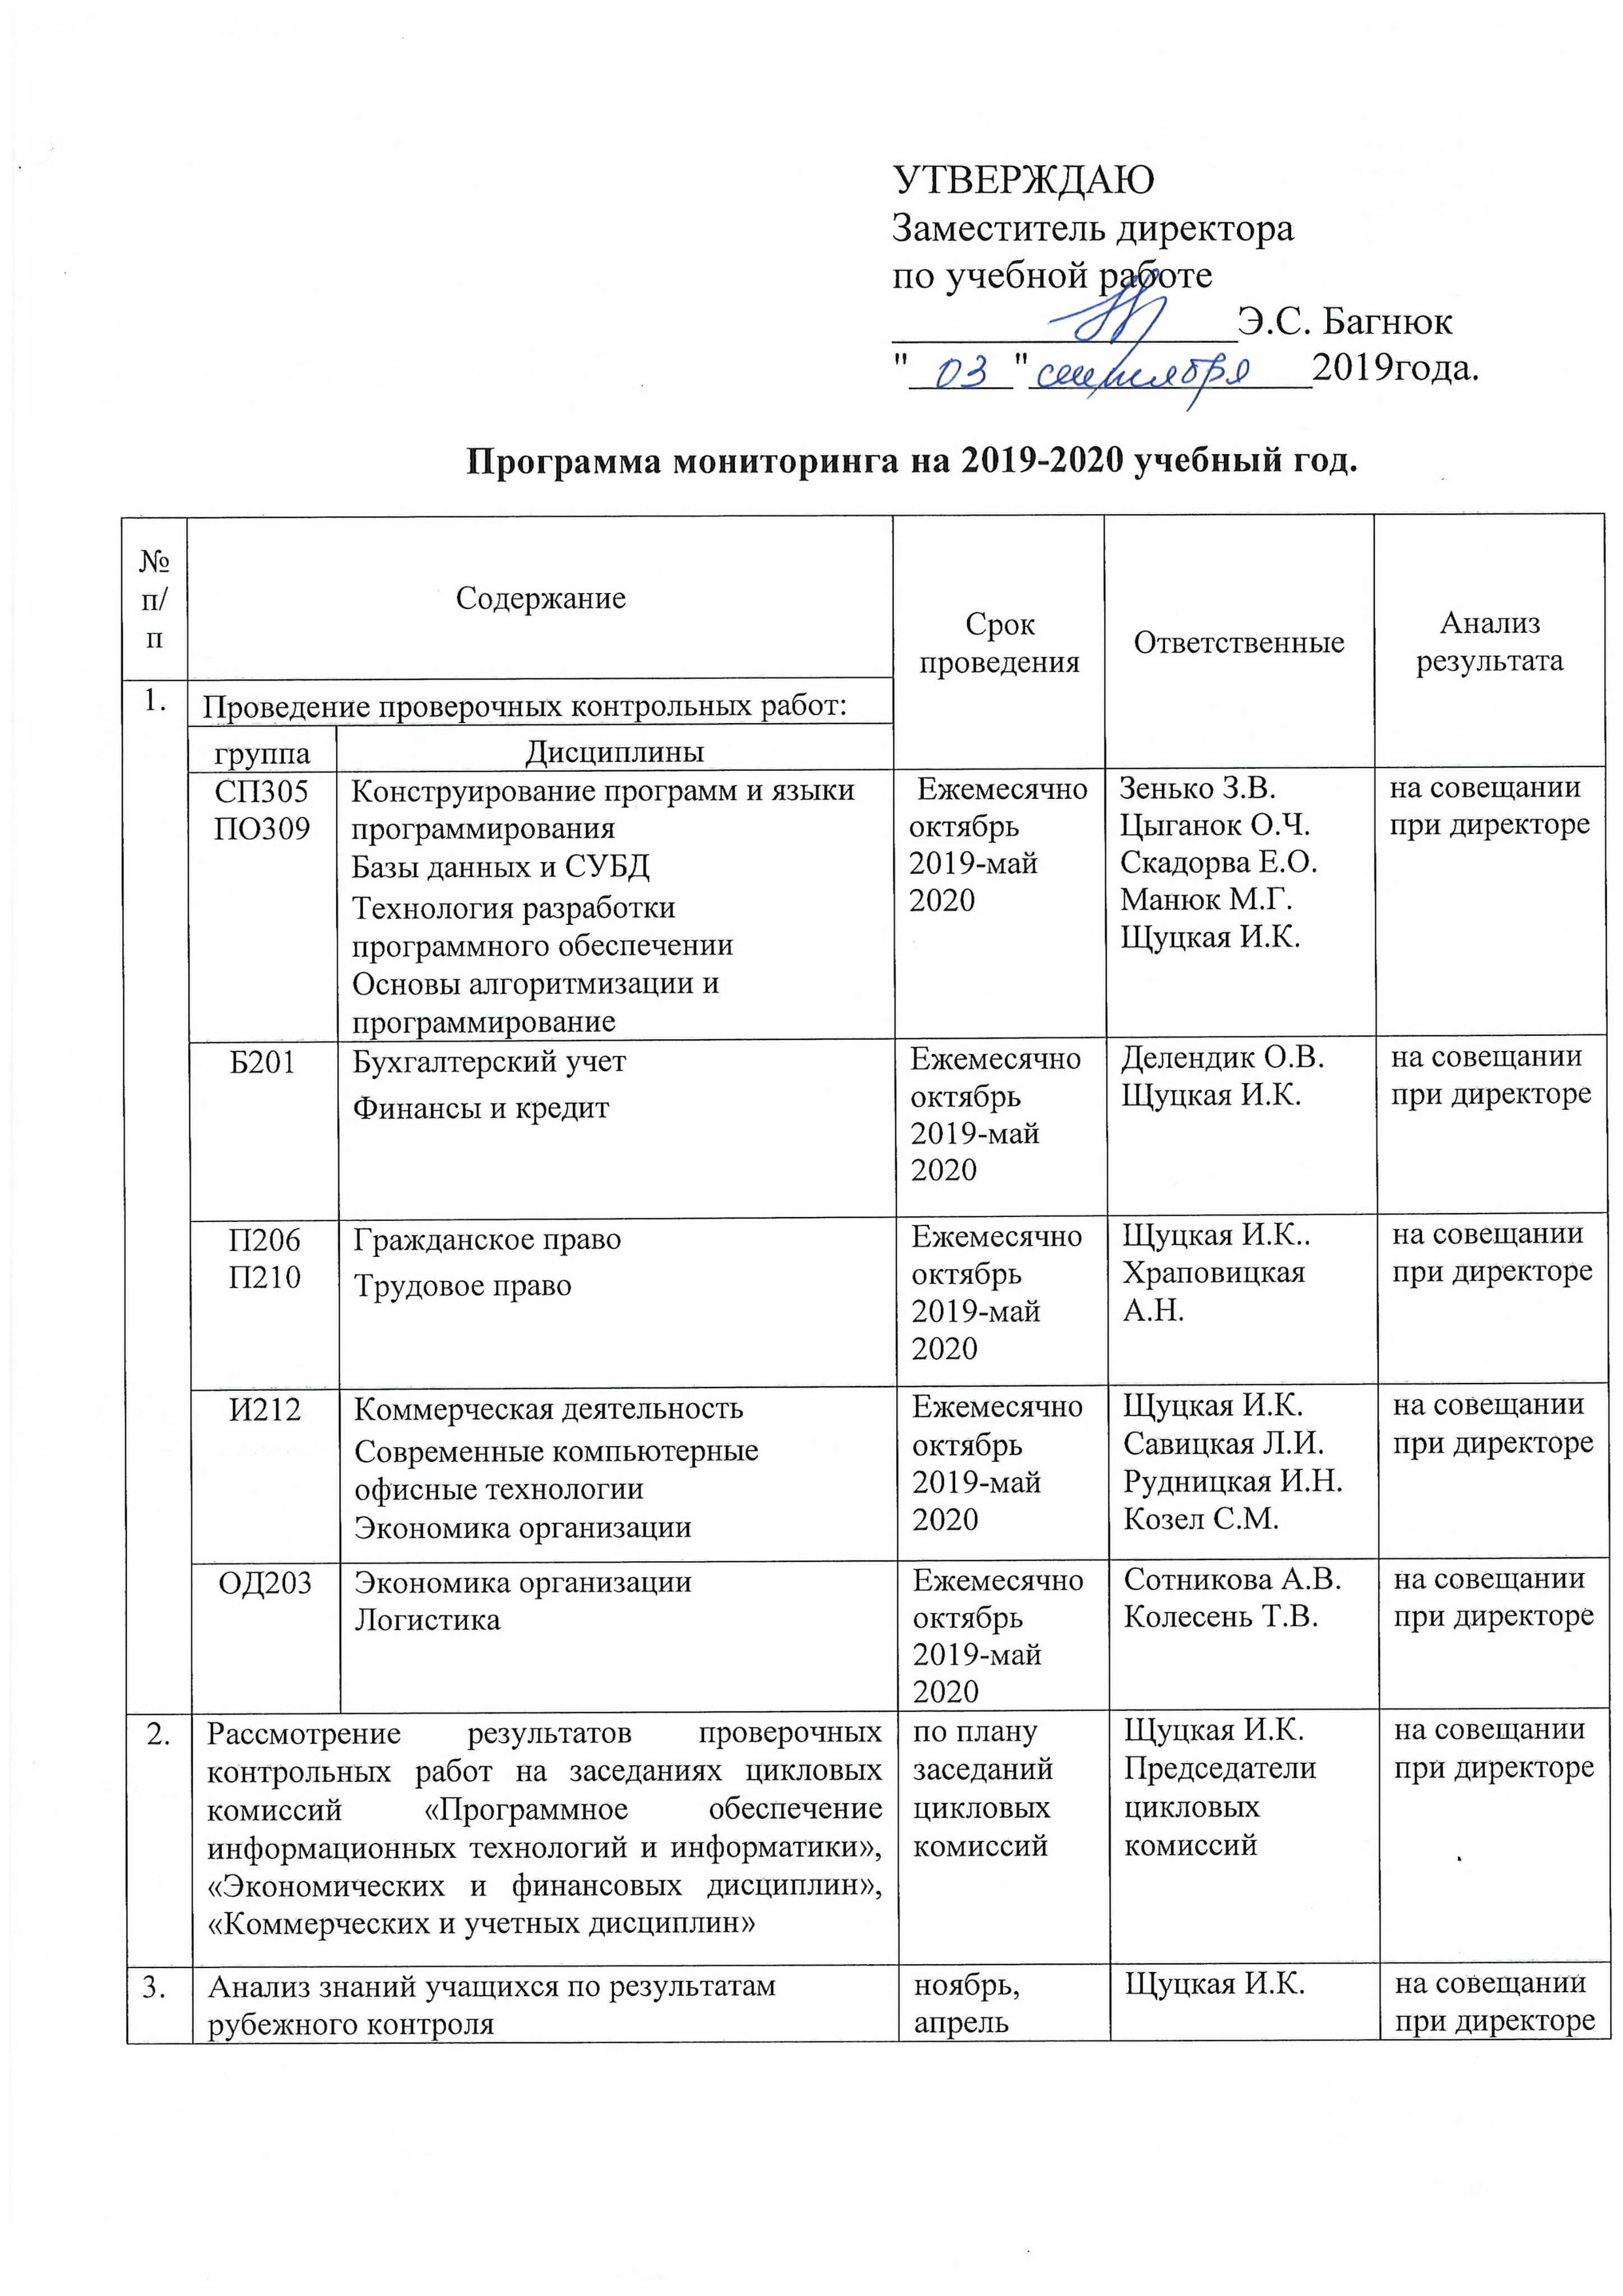 УТВЕРЖДАЮ
Заместитель директора
по учебной работе
Э.С. Багнюк
"03" сентября 2019года.
Программа мониторинга на 2019-2020 учебный год.
№
п/
п
Содержание
Срок
проведения
Ответственные
Анализ
результата
1.
Проведение проверочных контрольных работ:
группа
Дисциплины
СП305
ПО309
Конструирование программ и языки
программирования
Базы данных и СУБД
Технология разработки
программного обеспечении
Основы алгоритмизации и
программирование
Ежемесячно
октябрь
2019-май
2020
Зенько З.В.
Цыганок О.Ч.
Скадорва Е.О.
Манюк М.Г.
Щуцкая И.К.
на совещании
при директоре
Б201
Бухгалтерский учет
Финансы и кредит
Ежемесячно
октябрь
2019-май
2020
Делендик О.В.
Щуцкая И.К.
на совещании
при директоре
П206
П210
Гражданское право
Трудовое право
Ежемесячно
октябрь
2019-май
2020
Щуцкая И.К..
Храповицкая
А.Н.
на совещании
при директоре
И212
Коммерческая деятельность
Современные компьютерные
офисные технологии
Экономика организации
Ежемесячно
октябрь
2019-май
2020
Щуцкая И.К.
Савицкая Л.И.
Рудницкая И.Н.
Козел С.М.
на совещании
при директоре
ОД203
Экономика организации
Логистика
Ежемесячно
октябрь
2019-май
2020
Сотникова А.В.
Колесень Т.В.
на совещании
при директоре
2.
Рассмотрение результатов проверочных
контрольных работ на заседаниях цикловых
комиссий «Программное обеспечение
информационных технологий и информатики»,
«Экономических и финансовых дисциплин»,
«Коммерческих и учетных дисциплин»
по плану
заседаний
цикловых
комиссий
Щуцкая И.К.
Председатели
цикловых
комиссий
на совещании
при директоре
3.
Анализ знаний учащихся по результатам
рубежного контроля
ноябрь,
апрель
Щуцкая И.К.
на совещании
при директоре